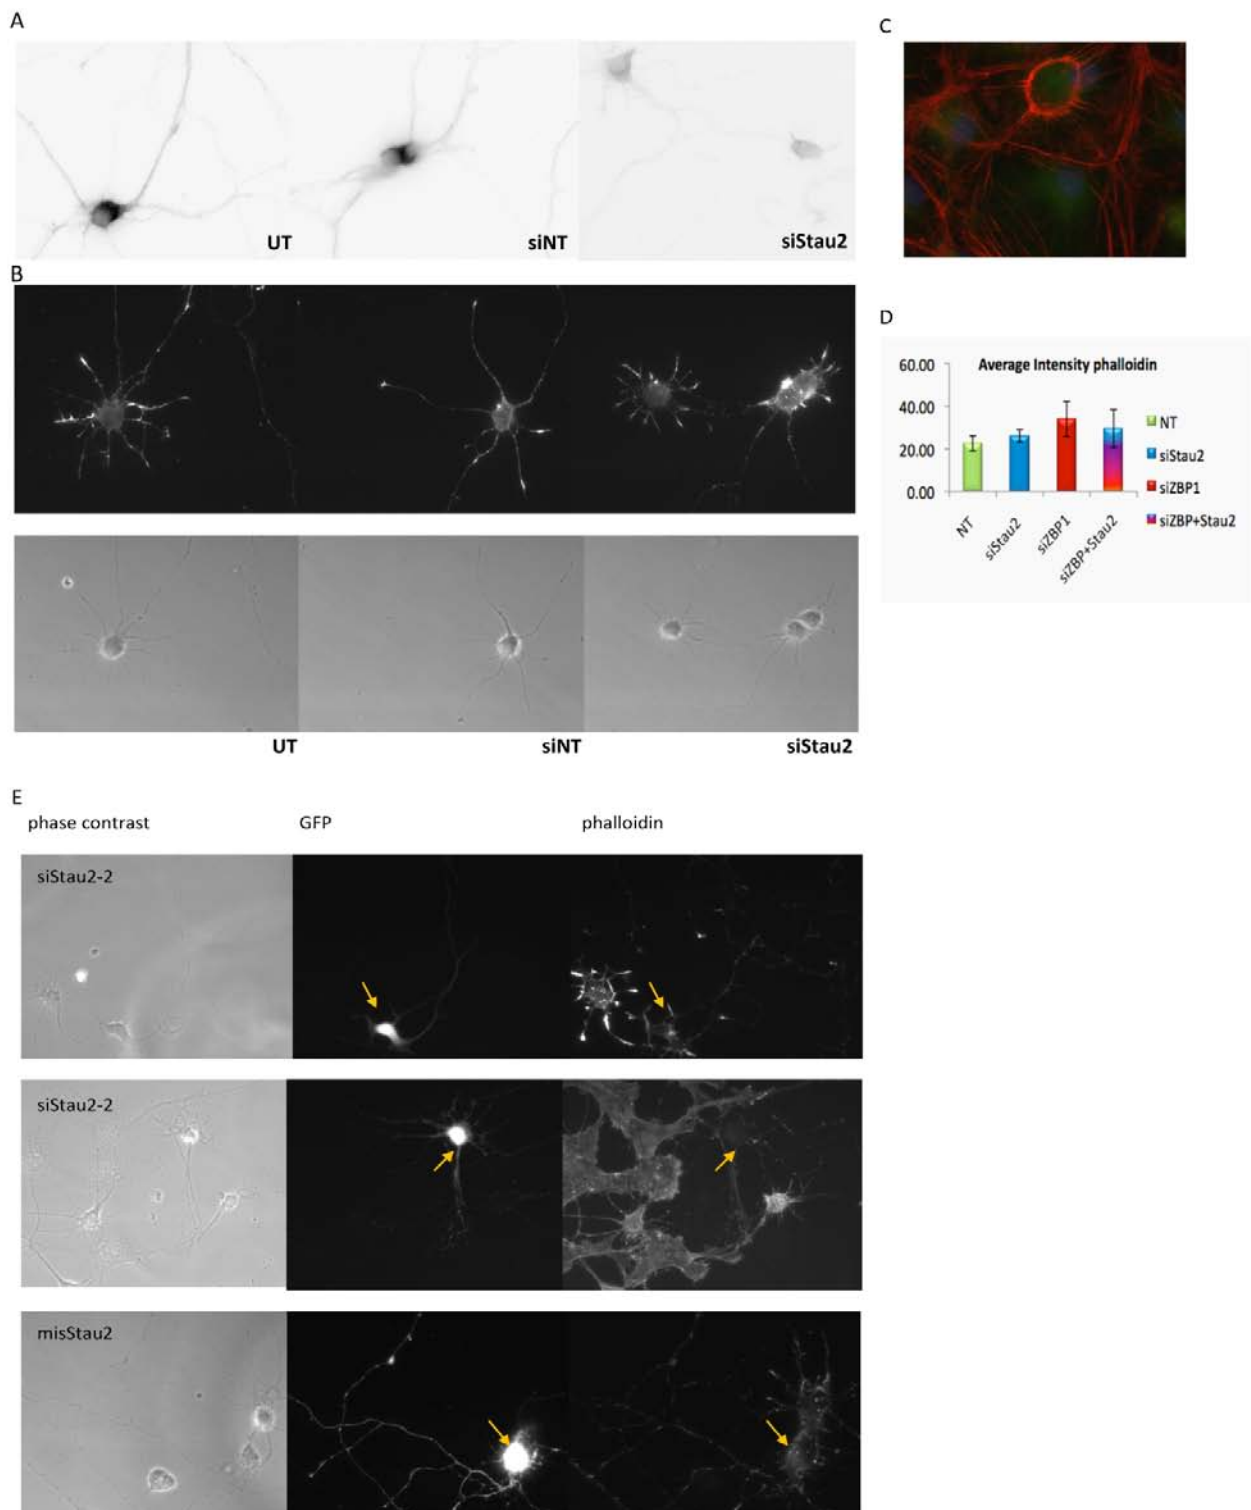 A
UT
siNT
siStau2
B
UT
siNT
siStau2
C
D
Average Intensity phalloidin
60.00
40.00
20.00
0.00
NT
siStau2
siZBP1
siZBP+Stau2
NT
siStau2
siZBP1
siZBP+Stau2
E
phase contrast GFP phalloidin
siStau2-2
siStau2-2
misStau2